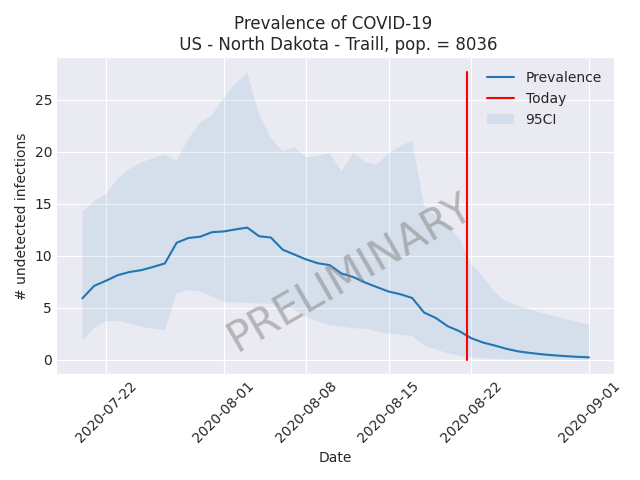 Prevalence of COVID-19
US - North Dakota - Traill, pop. = 8036
Prevalence
Today
95CI
PRELIMINARY
# undetected infections
25
20
15
10
5
0
2020-07-22
2020-08-01
2020-08-08
2020-08-15
2020-08-22
2020-09-01
Date